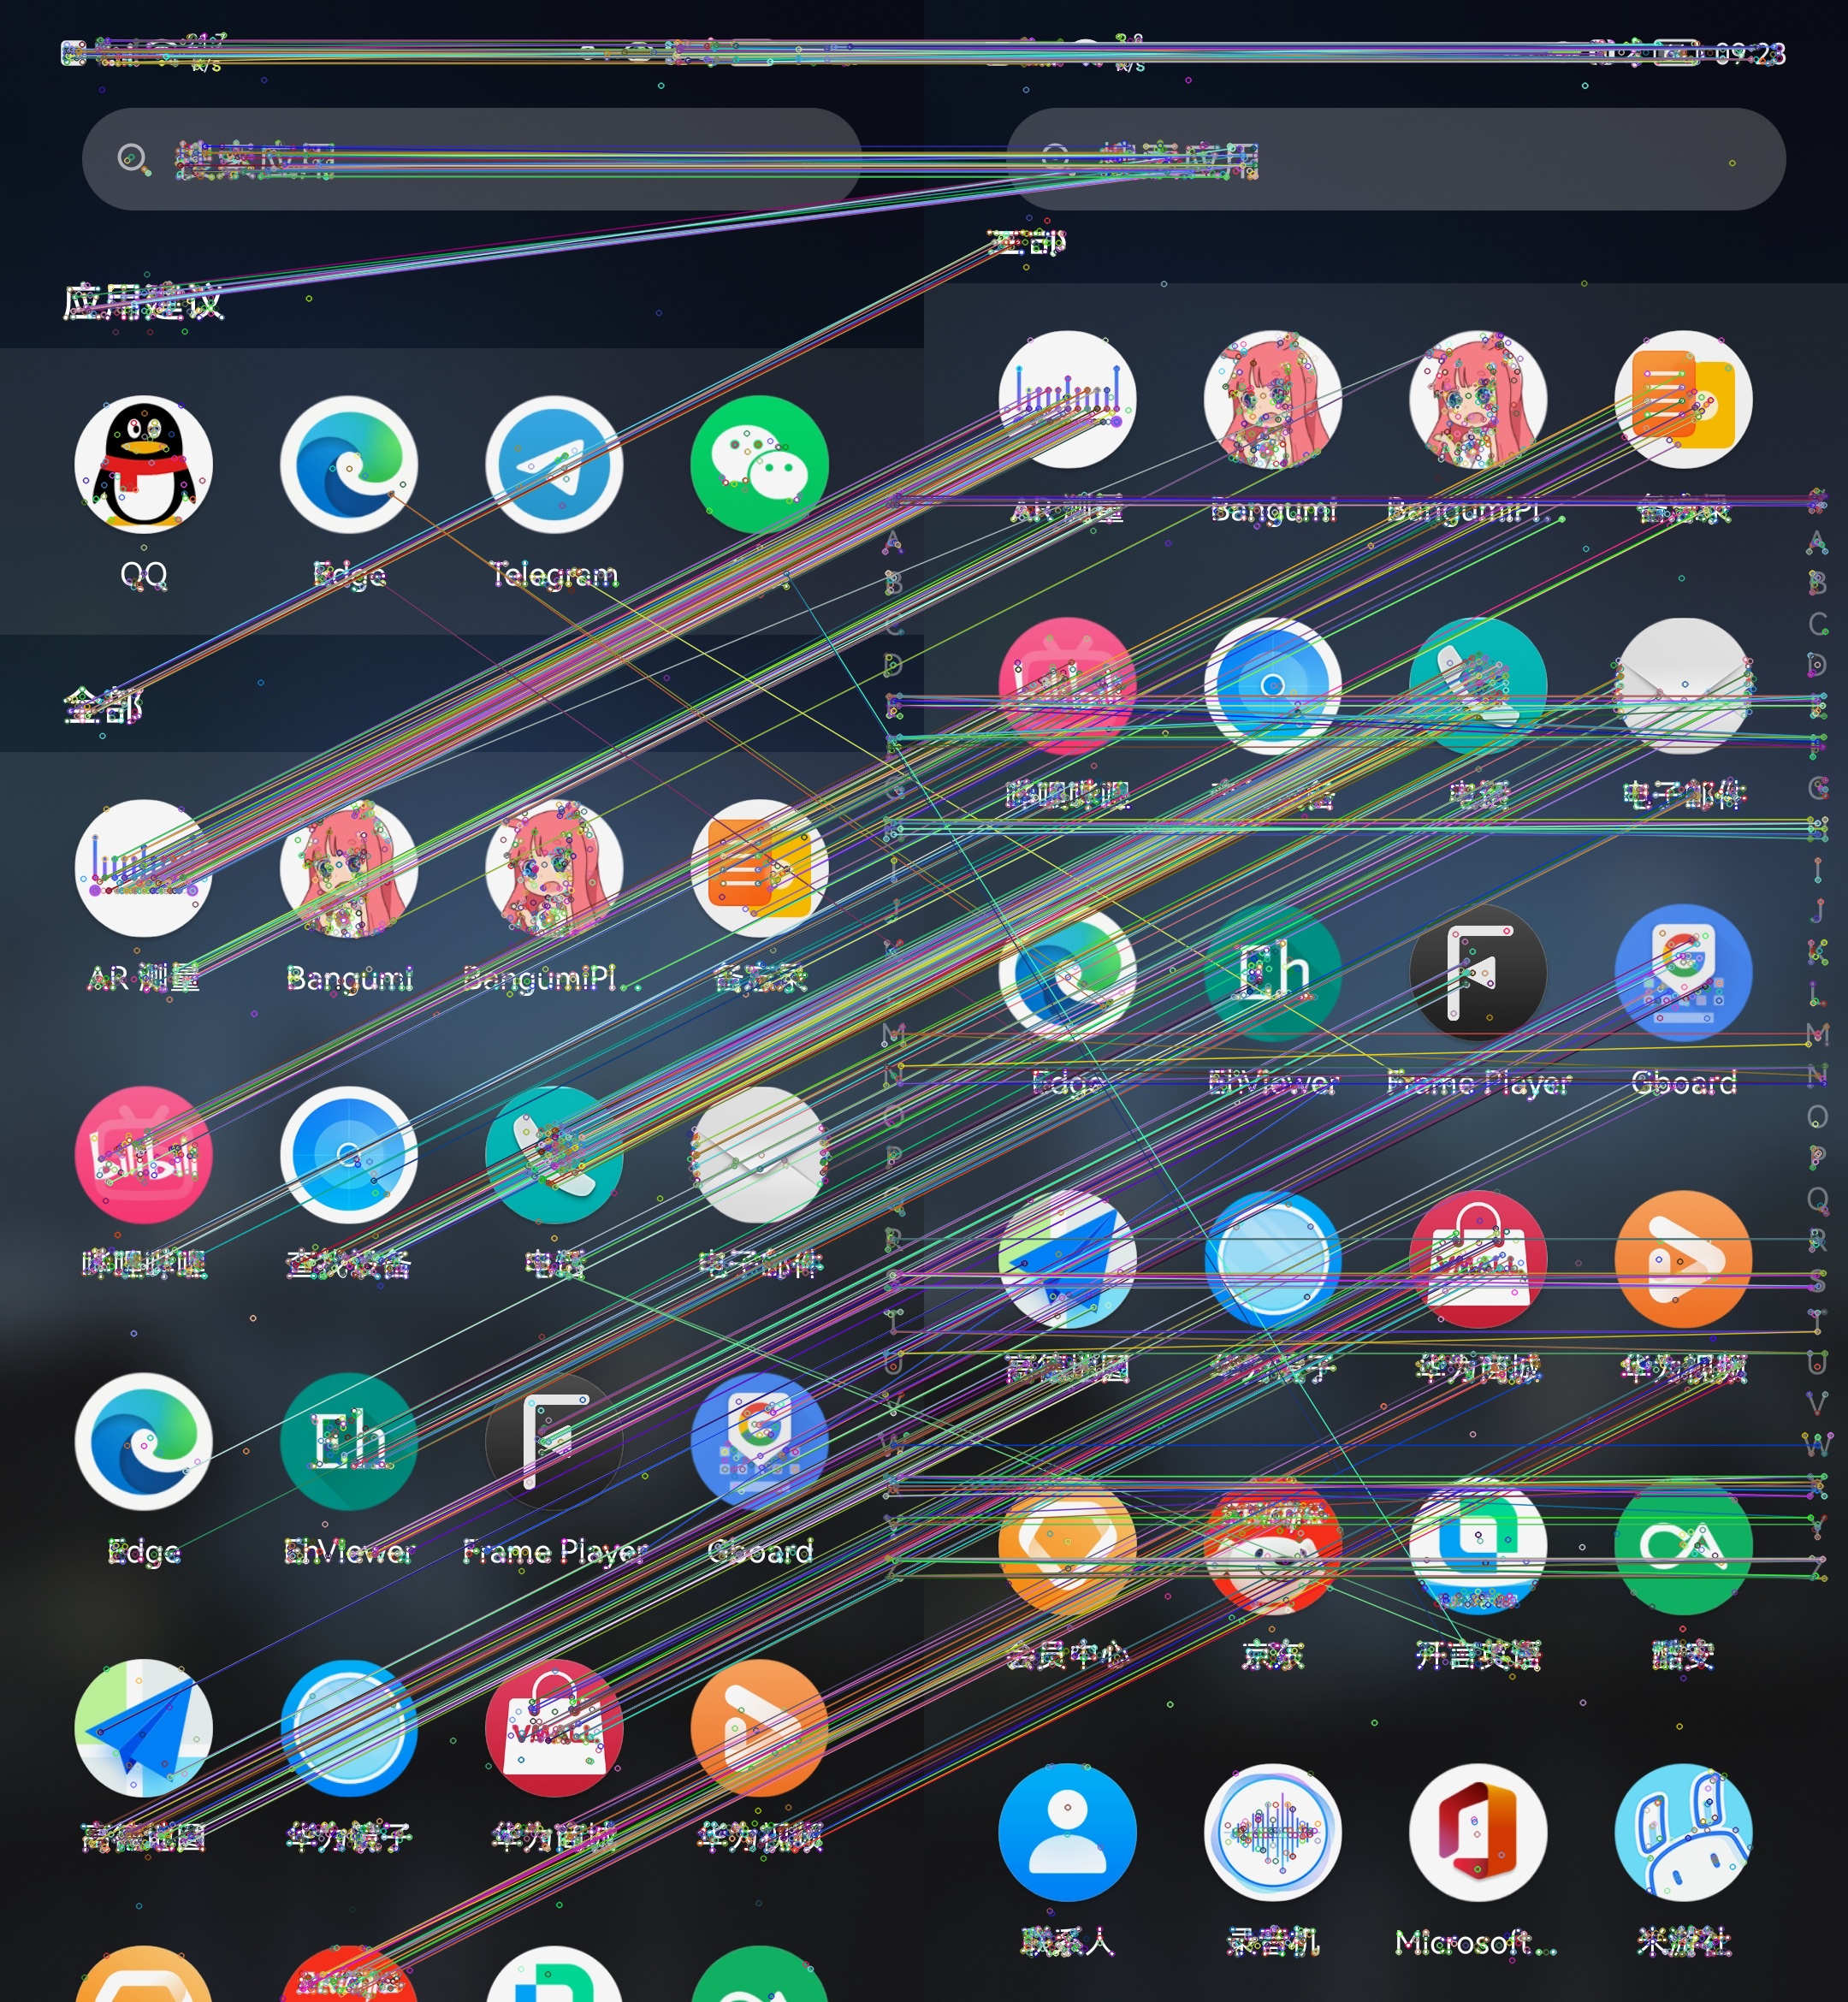 09:23
应用建议
QQ Edge Telegram
全部
AR 测量 Bangumi BangumiPl... 备忘录
bilibili
哔哩哔哩 查找设备 电话 电子邮件
Eh
Edge EhViewer Frame Player Gboard
VMALL
高德地图 华为镜子 华为商城 华为视频
A
B
C
D
E
F
G
H
I
J
K
L
M
N
O
P
Q
R
S
T
U
V
W
X
Y
Z
搜索应用
全部
AR 测量 Bangumi BangumiPl... 备忘录
哔哩哔哩 查找设备 电话 电子邮件
Eh
Edge EhViewer Frame Player Gboard
VMALL
高德地图 华为镜子 华为商城 华为视频
会员中心 京东 开言英语 酷安
联系人 录音机 Microsoft... 米游社
A
B
C
D
E
F
G
H
I
J
K
L
M
N
O
P
Q
R
S
T
U
V
W
X
Y
Z